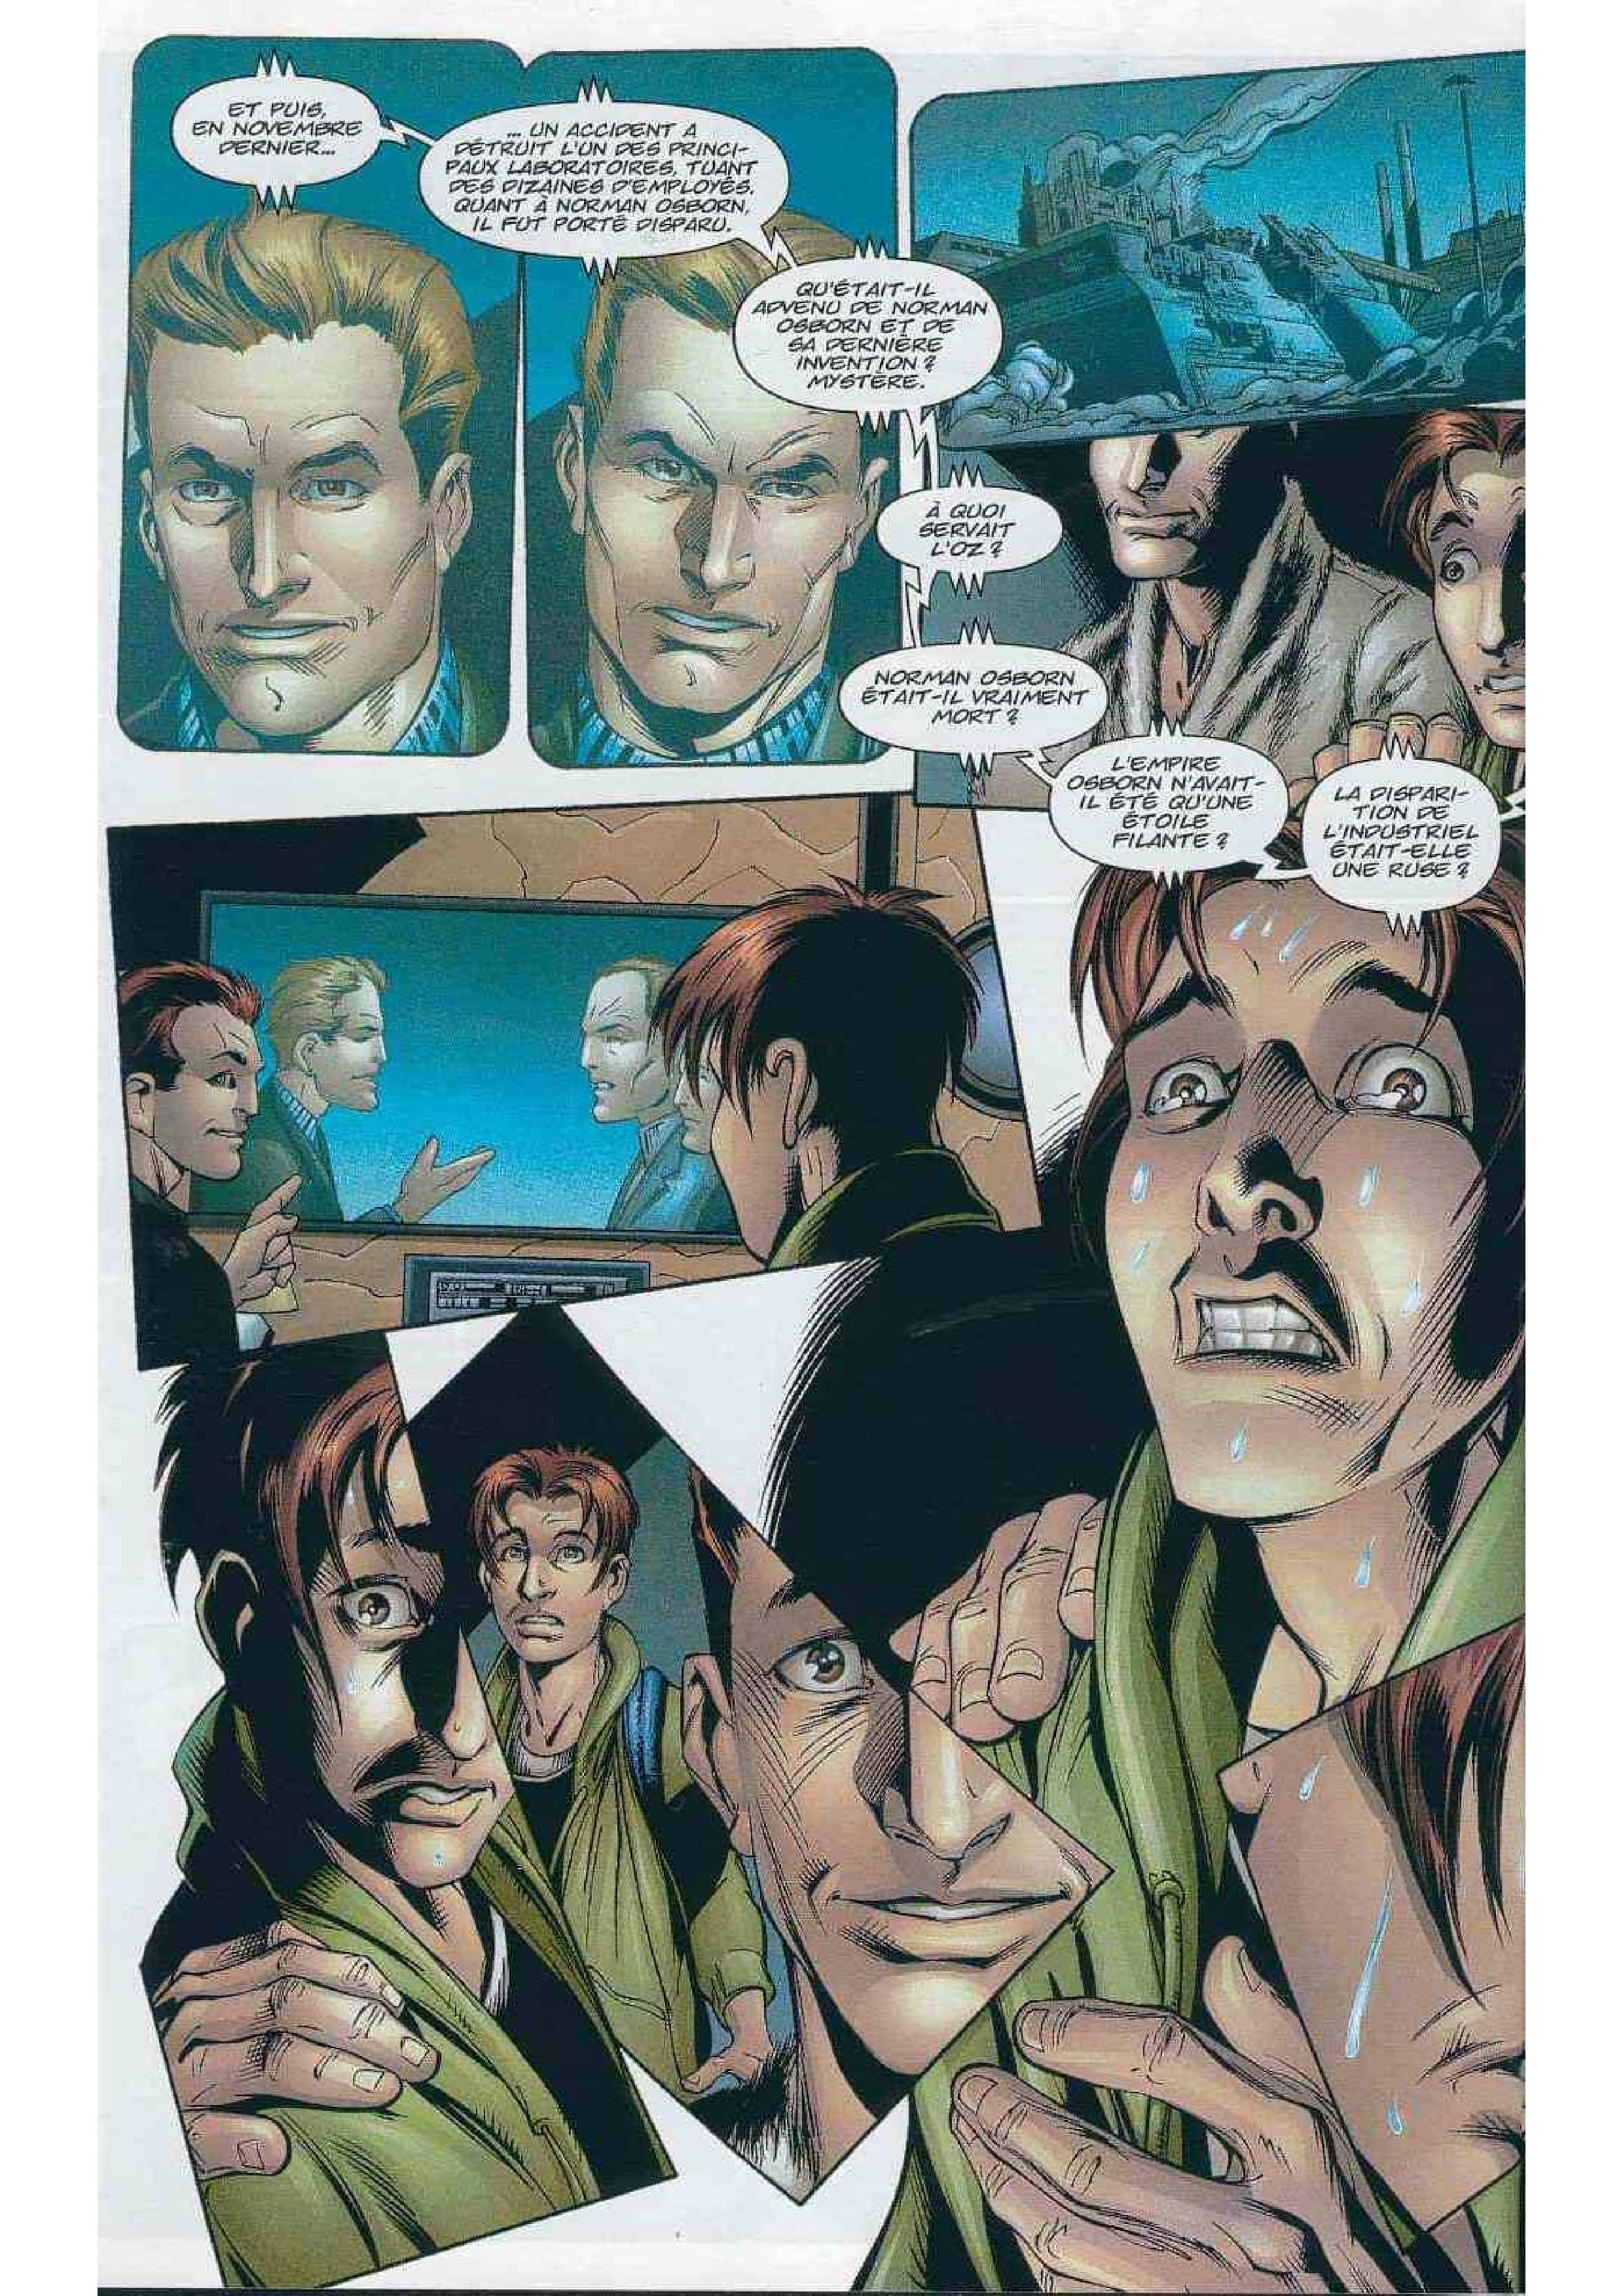 ET PUIS,
EN NOVEMBRE
DERNIER...
... UN ACCIDENT A
DÉTRUIT L'UN DES PRINCI-
PAUX LABORATOIRES, TUANT
DES DIZAINES D'EMPLOYÉS.
QUANT À NORMAN OSBORN,
IL FUT PORTÉ DISPARU.
QU'ÉTAIT-IL
ADVENU DE NORMAN
OSBORN ET DE
SA DERNIÈRE
INVENTION ?
MYSTÈRE.
À QUOI
SERVAIT
L'OZ ?
NORMAN OSBORN
ÉTAIT-IL VRAIMENT
MORT ?
L'EMPIRE
OSBORN N'AVAIT-
IL ÉTÉ QU'UNE
ÉTOILE
FILANTE ?
LA DISPARI-
TION DE
L'INDUSTRIEL
ÉTAIT-ELLE
UNE RUSE ?